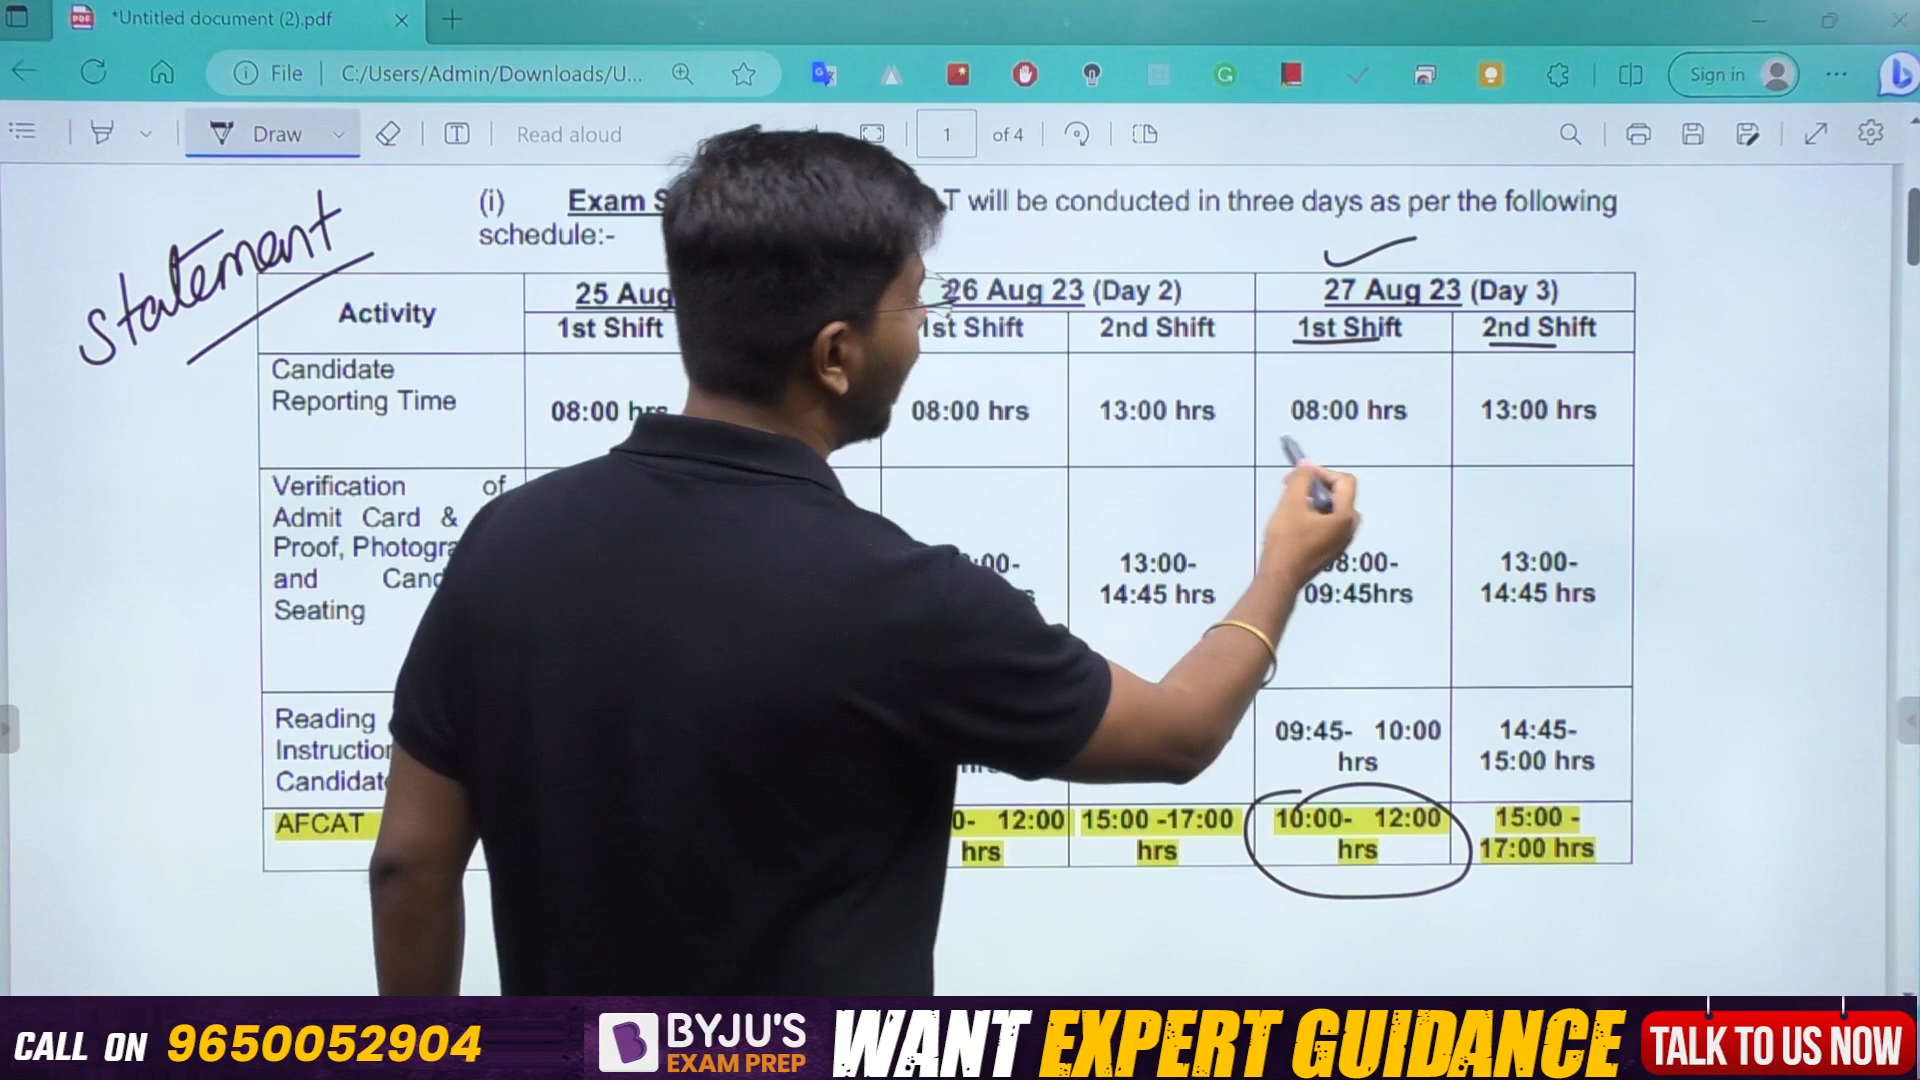 *Untitled document (2).pdf
File
C:/Users/Admin/Downloads/U...
Sign in
Draw
Read aloud
1
of 4
Statement
(i) Exam S T will be conducted in three days as per the following
schedule:-
Activity
25 Aug
26 Aug 23 (Day 2)
27 Aug 23 (Day 3)
1st Shift
1st Shift
2nd Shift
1st Shift
2nd Shift
Candidate
Reporting Time
08:00 hrs
08:00 hrs
13:00 hrs
08:00 hrs
13:00 hrs
Verification of
Admit Card &
Proof, Photogra
and Cand
Seating
:00-
13:00-
14:45 hrs
08:00-
09:45hrs
13:00-
14:45 hrs
Reading
Instruction
Candidate
hrs
09:45- 10:00
hrs
14:45-
15:00 hrs
AFCAT
0- 12:00
hrs
15:00 -17:00
hrs
10:00- 12:00
hrs
15:00 -
17:00 hrs
CALL ON 9650052904
BYJU'S
EXAM PREP
WANT EXPERT GUIDANCE
TALK TO US NOW